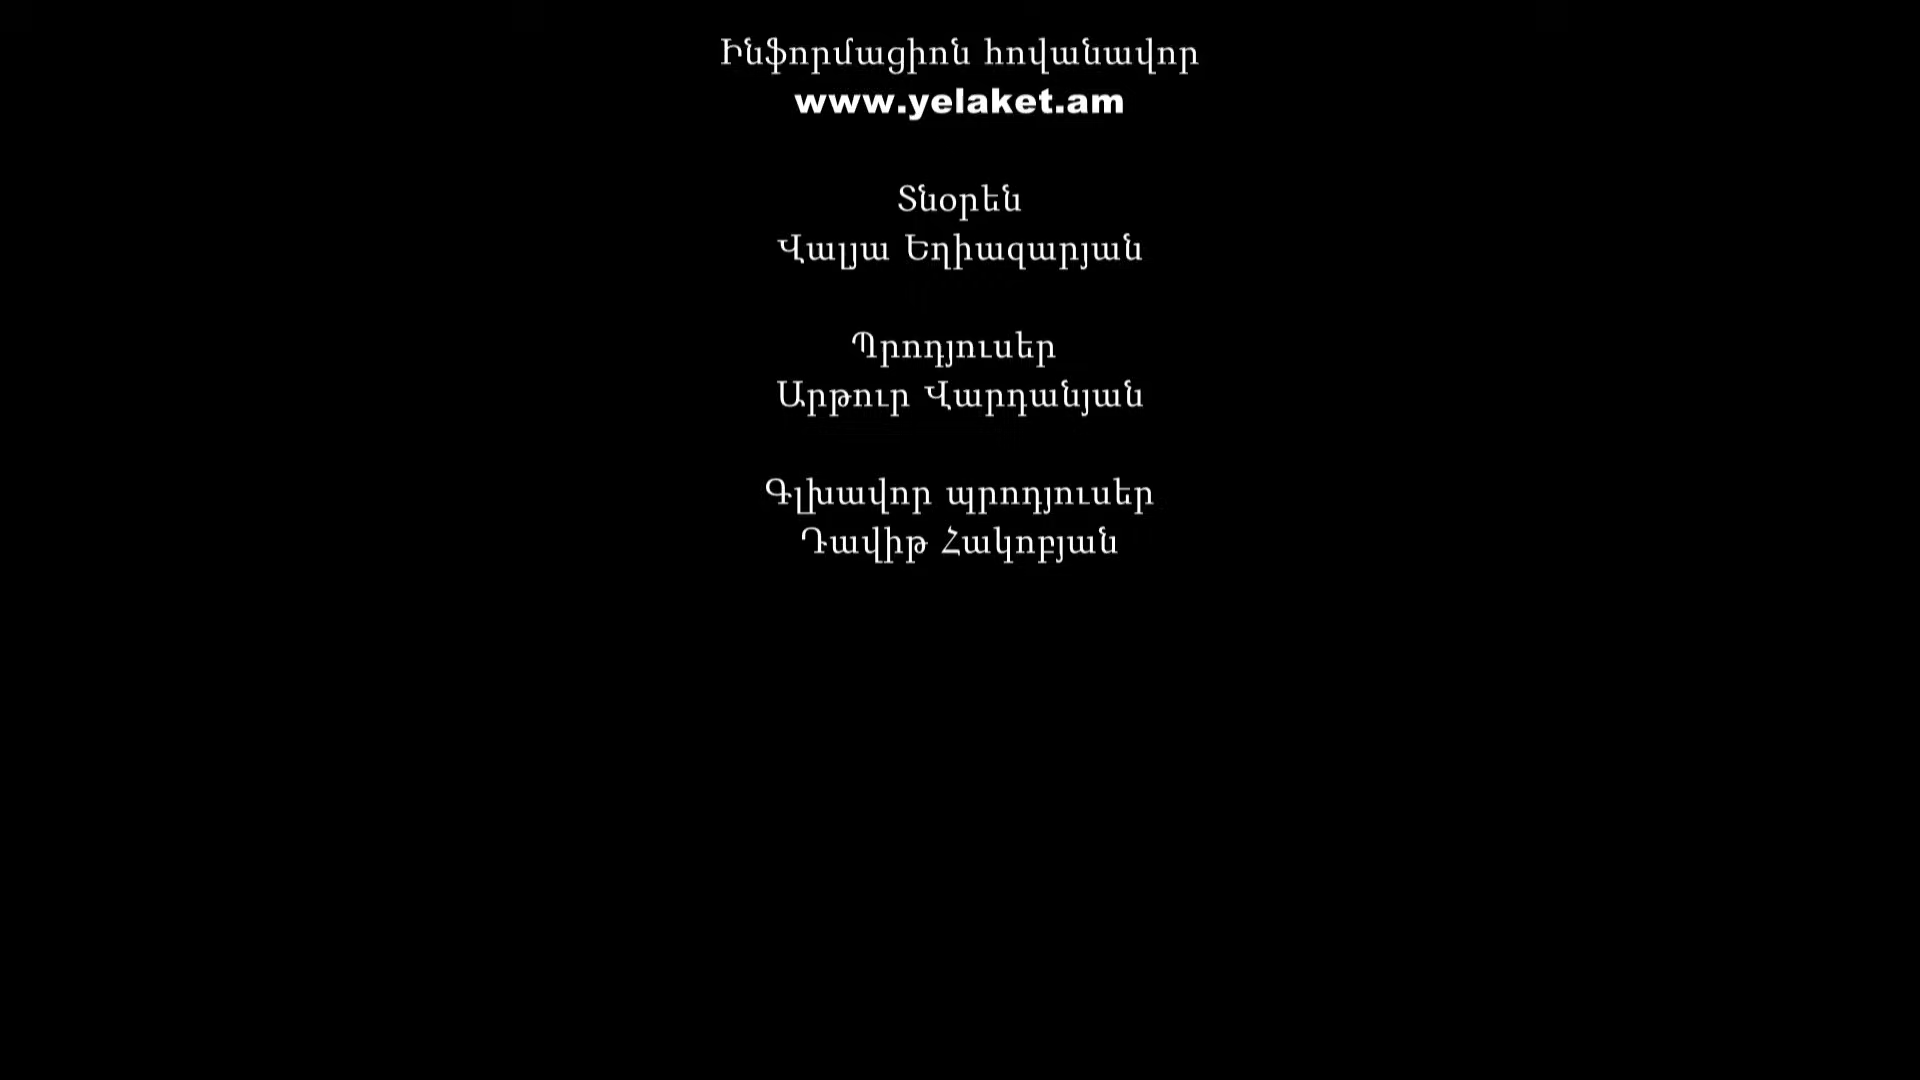 Ինֆորմացիոն հովանավոր
www.yelaket.am
Տնօրեն
Վալյա Եղիազարյան
Պրոդյուսեր
Արթուր Վարդանյան
Գլխավոր պրոդյուսեր
Դավիթ Հակոբյան